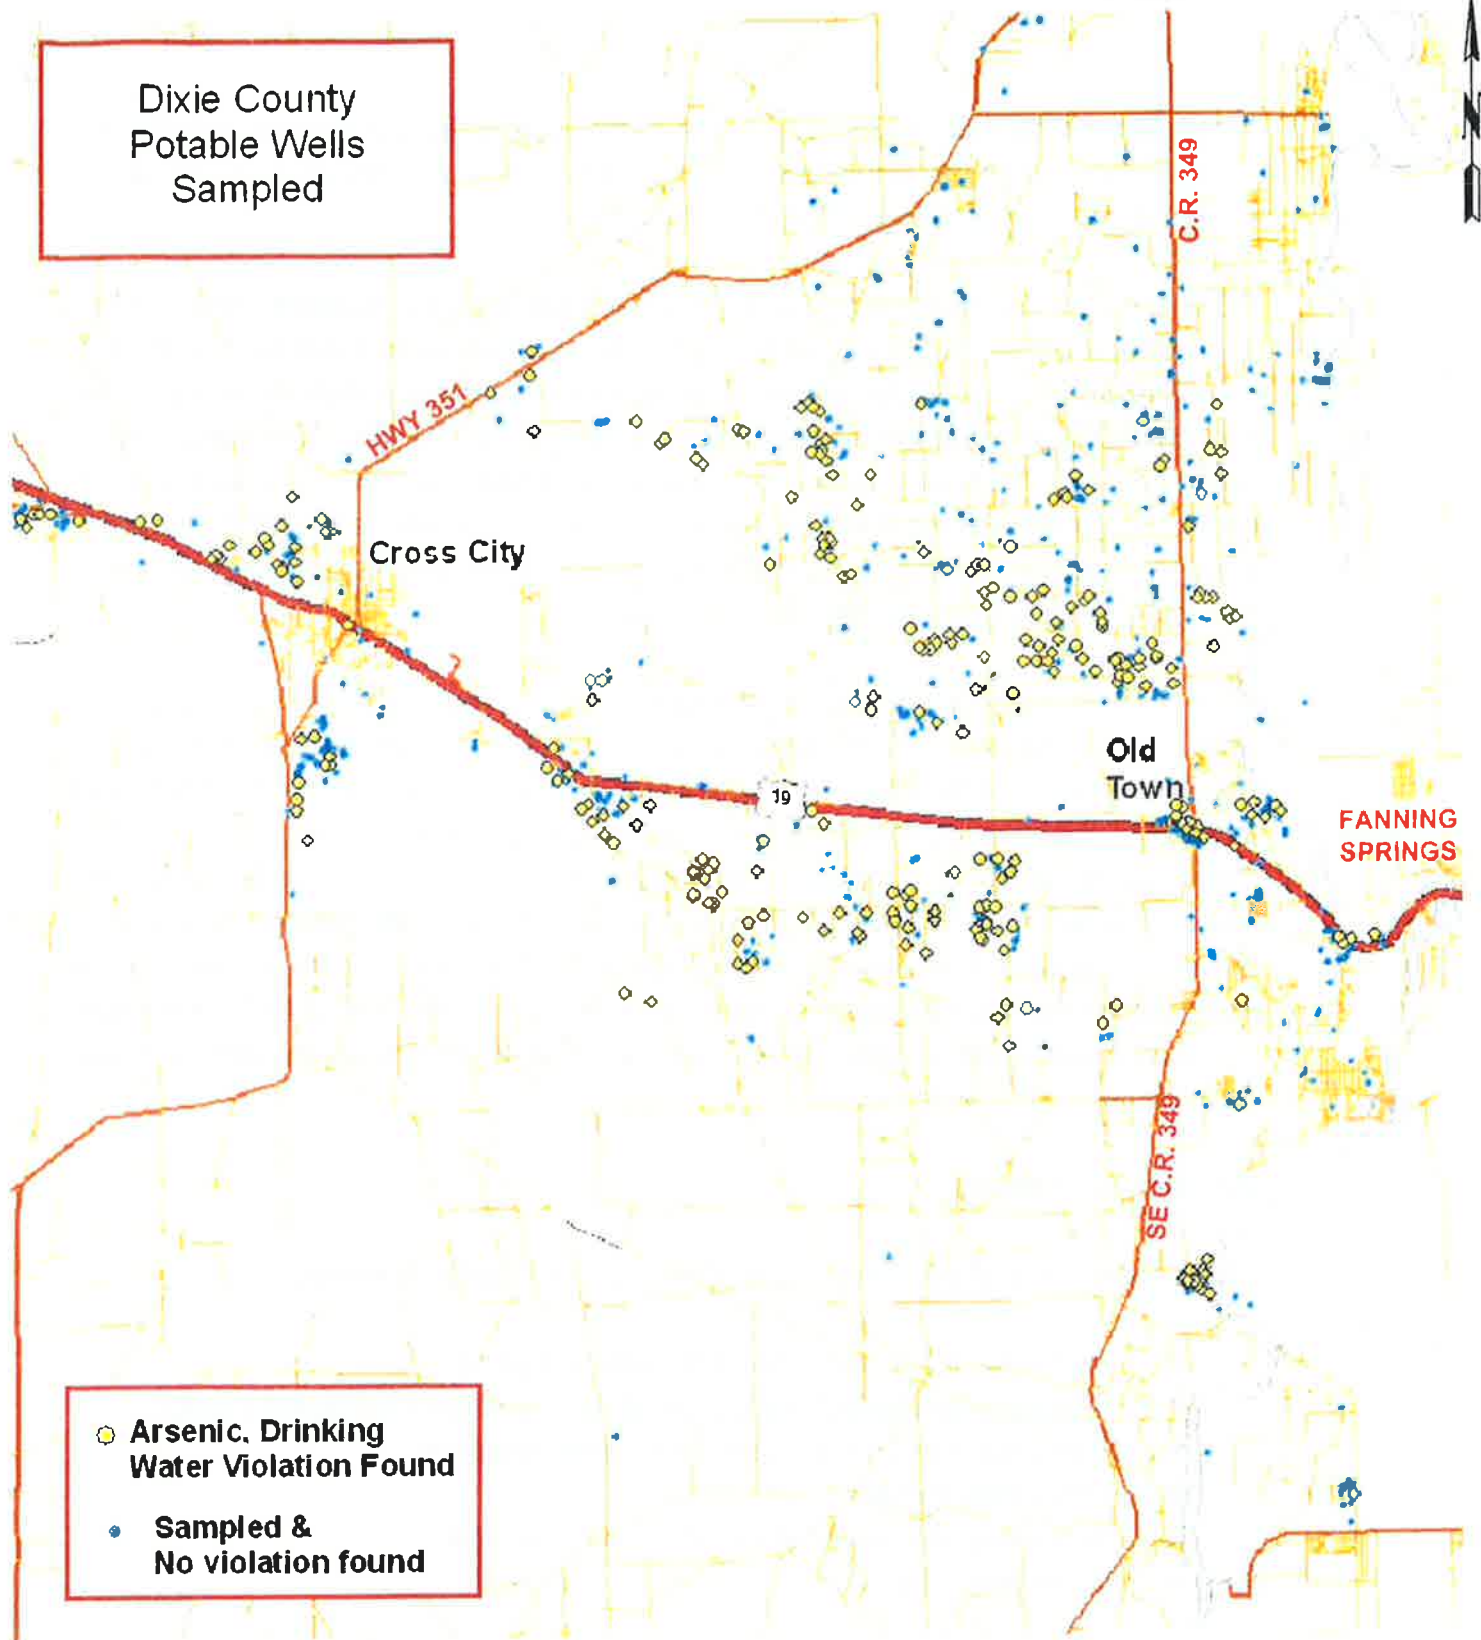 Dixie County
Potable Wells
Sampled
N
C.R. 349
HWY 351
Cross City
Old
Town
19
FANNING
SPRINGS
SE C.R. 349
Arsenic, Drinking
Water Violation Found
Sampled &
No violation found